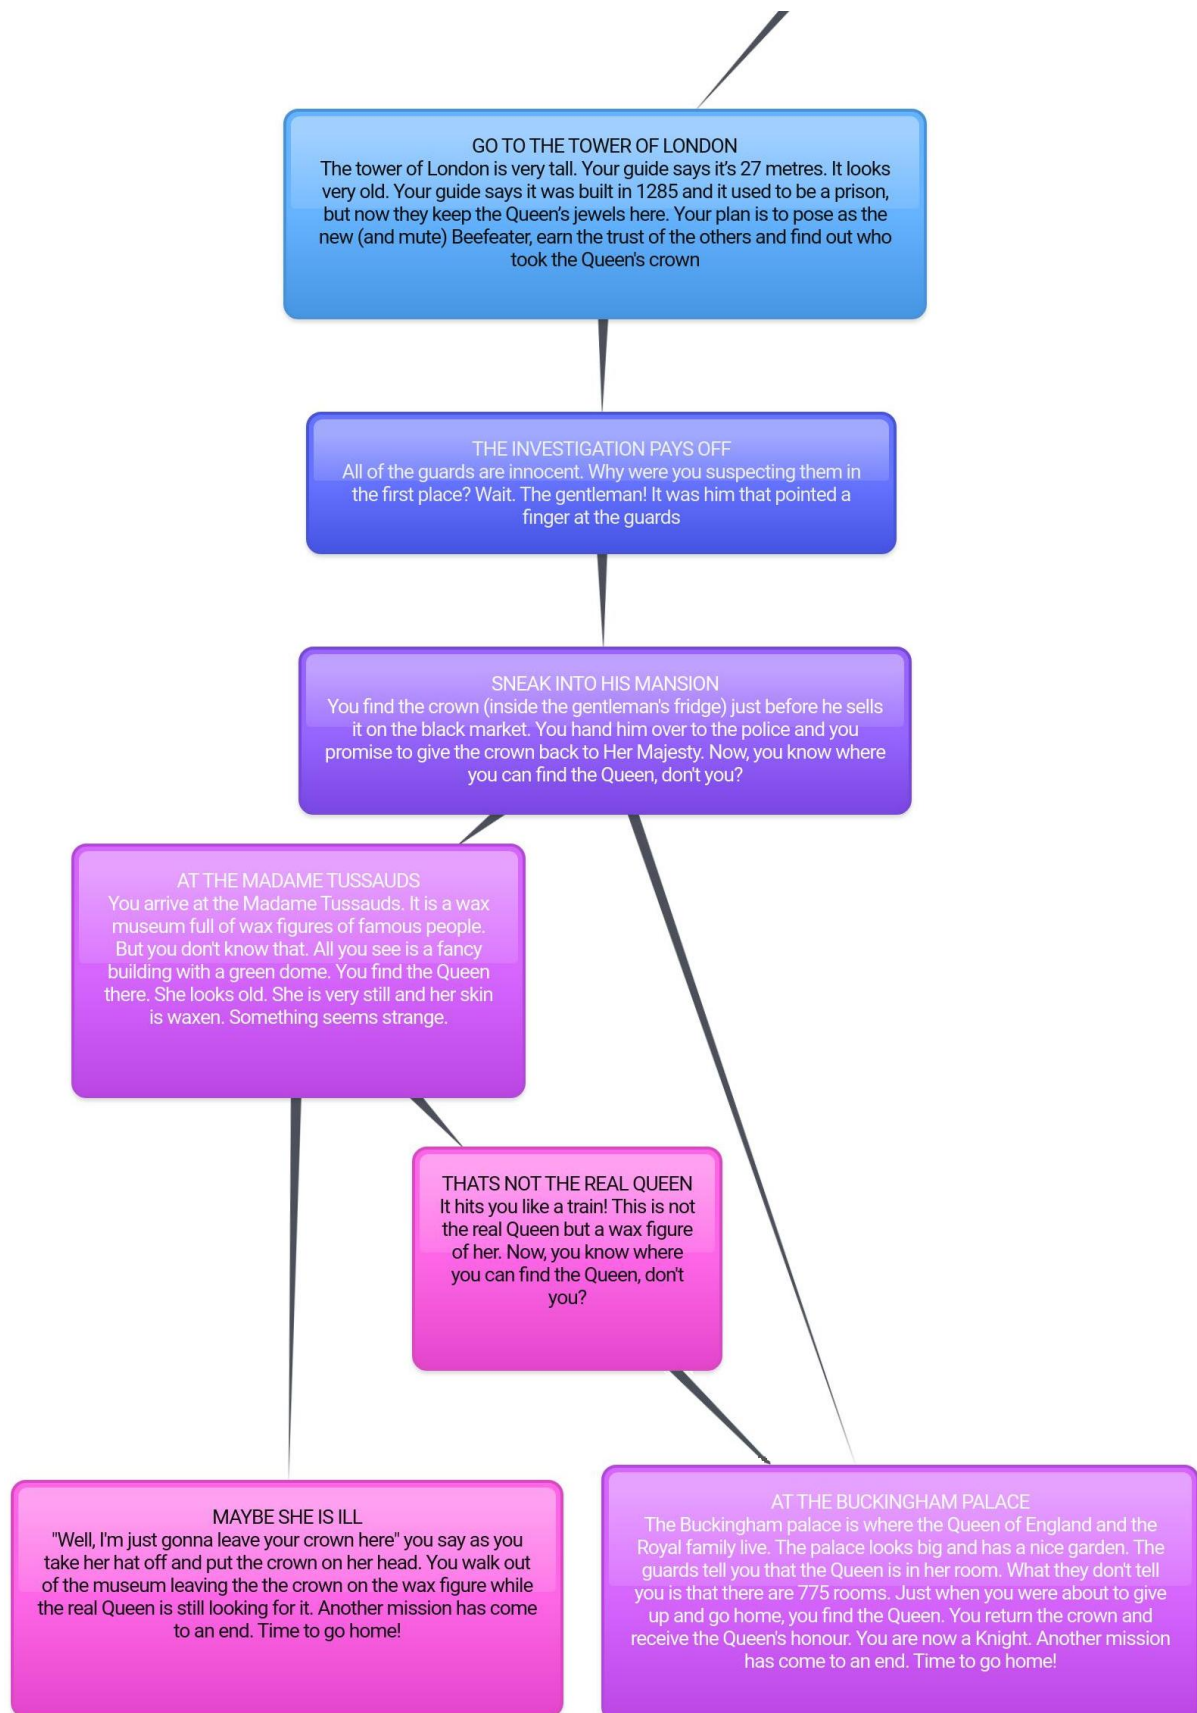 GO TO THE TOWER OF LONDON
The tower of London is very tall. Your guide says it's 27 metres. It looks
very old. Your guide says it was built in 1285 and it used to be a prison,
but now they keep the Queen's jewels here. Your plan is to pose as the
new (and mute) Beefeater, earn the trust of the others and find out who
took the Queen's crown
THE INVESTIGATION PAYS OFF
All of the guards are innocent. Why were you suspecting them in
the first place? Wait. The gentleman! It was him that pointed a
finger at the guards
SNEAK INTO HIS MANSION
You find the crown (inside the gentleman's fridge) just before he sells
it on the black market. You hand him over to the police and you
promise to give the crown back to Her Majesty. Now, you know where
you can find the Queen, don't you?
AT THE MADAME TUSSAUDS
You arrive at the Madame Tussauds. It is a wax
museum full of wax figures of famous people.
But you don't know that. All you see is a fancy
building with a green dome. You find the Queen
there. She looks old. She is very still and her skin
is waxen. Something seems strange.
THATS NOT THE REAL QUEEN
It hits you like a train! This is not
the real Queen but a wax figure
of her. Now, you know where
you can find the Queen, don't
you?
MAYBE SHE IS ILL
"Well, I'm just gonna leave your crown here" you say as you
take her hat off and put the crown on her head. You walk out
of the museum leaving the the crown on the wax figure while
the real Queen is still looking for it. Another mission has come
to an end. Time to go home!
AT THE BUCKINGHAM PALACE
The Buckingham palace is where the Queen of England and the
Royal family live. The palace looks big and has a nice garden. The
guards tell you that the Queen is in her room. What they don't tell
you is that there are 775 rooms. Just when you were about to give
up and go home, you find the Queen. You return the crown and
receive the Queen's honour. You are now a Knight. Another mission
has come to an end. Time to go home!